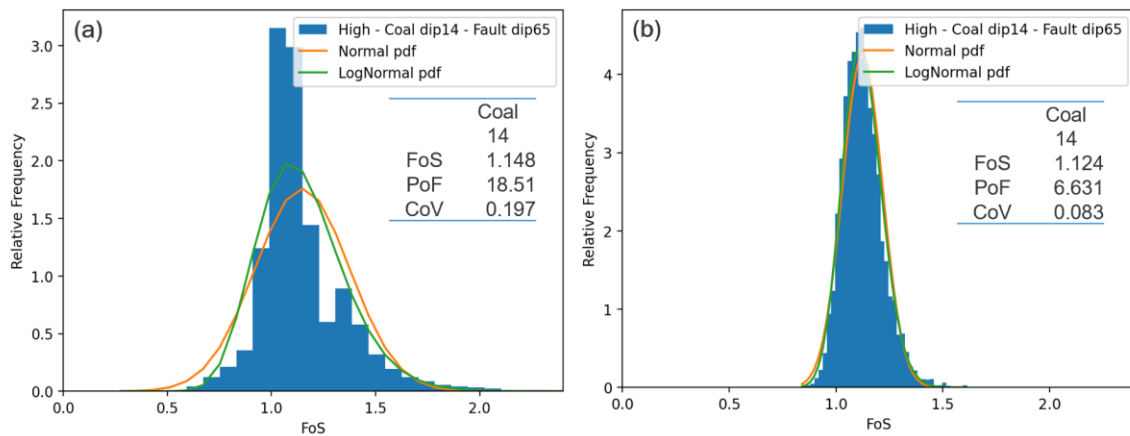 (a)
High - Coal dip14 - Fault dip65
Normal pdf
LogNormal pdf
Coal
14
FoS 1.148
PoF 18.51
CoV 0.197
Relative Frequency
3.0
2.5
2.0
1.5
1.0
0.5
0.0
0.0 0.5 1.0 1.5 2.0
FoS
(b)
High - Coal dip14 - Fault dip65
Normal pdf
LogNormal pdf
Coal
14
FoS 1.124
PoF 6.631
CoV 0.083
Relative Frequency
4
3
2
1
0
0.0 0.5 1.0 1.5 2.0
FoS